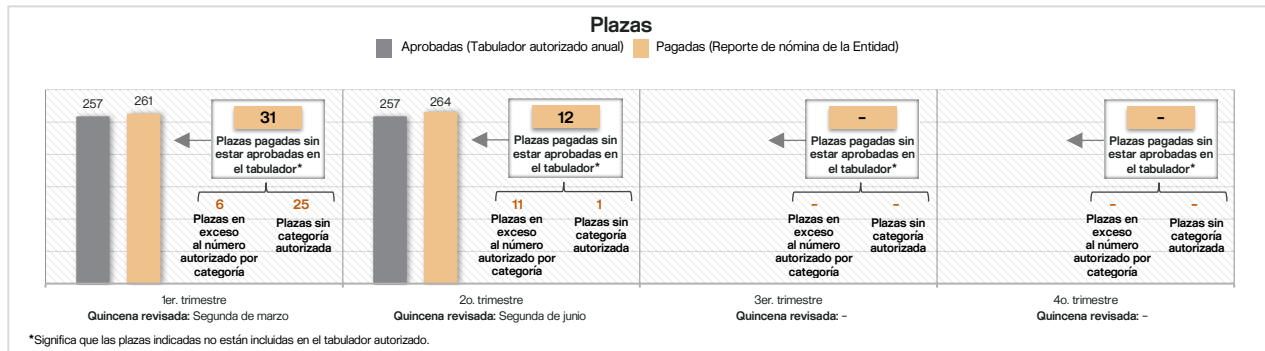 Plazas
Aprobadas (Tabulador autorizado anual) Pagadas (Reporte de nómina de la Entidad)
257
261
31
Plazas pagadas sin
estar aprobadas en
el tabulador*
6
Plazas en
exceso
al número
autorizado por
categoría
25
Plazas sin
categoría
autorizada
1er. trimestre
Quincena revisada: Segunda de marzo
257
264
12
Plazas pagadas sin
estar aprobadas en
el tabulador*
11
Plazas en
exceso
al número
autorizado por
categoría
1
Plazas sin
categoría
autorizada
2o. trimestre
Quincena revisada: Segunda de junio
-
Plazas pagadas sin
estar aprobadas en
el tabulador*
-
Plazas en
exceso
al número
autorizado por
categoría
-
Plazas sin
categoría
autorizada
3er. trimestre
Quincena revisada: -
-
Plazas pagadas sin
estar aprobadas en
el tabulador*
-
Plazas en
exceso
al número
autorizado por
categoría
-
Plazas sin
categoría
autorizada
4o. trimestre
Quincena revisada: -
*Significa que las plazas indicadas no están incluidas en el tabulador autorizado.